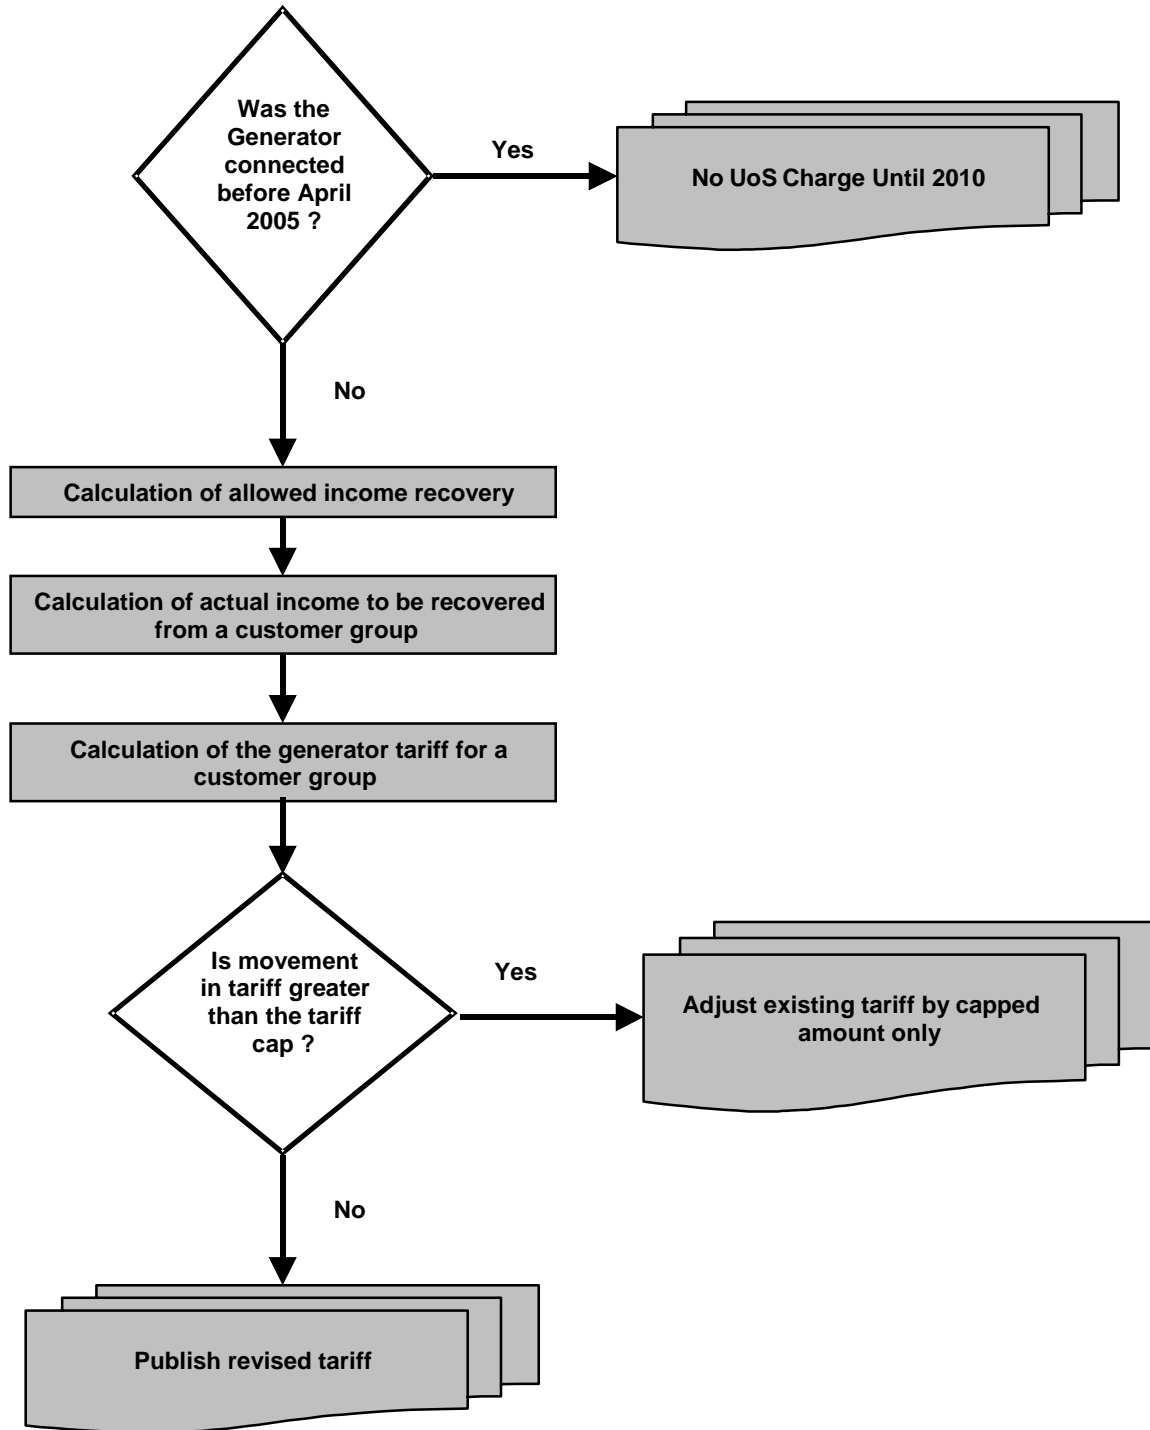 Was the
Generator
connected
before April
2005 ?
Yes
No UoS Charge Until 2010
No
Calculation of allowed income recovery
Calculation of actual income to be recovered
from a customer group
Calculation of the generator tariff for a
customer group
Is movement
in tariff greater
than the tariff
cap ?
Yes
Adjust existing tariff by capped
amount only
No
Publish revised tariff